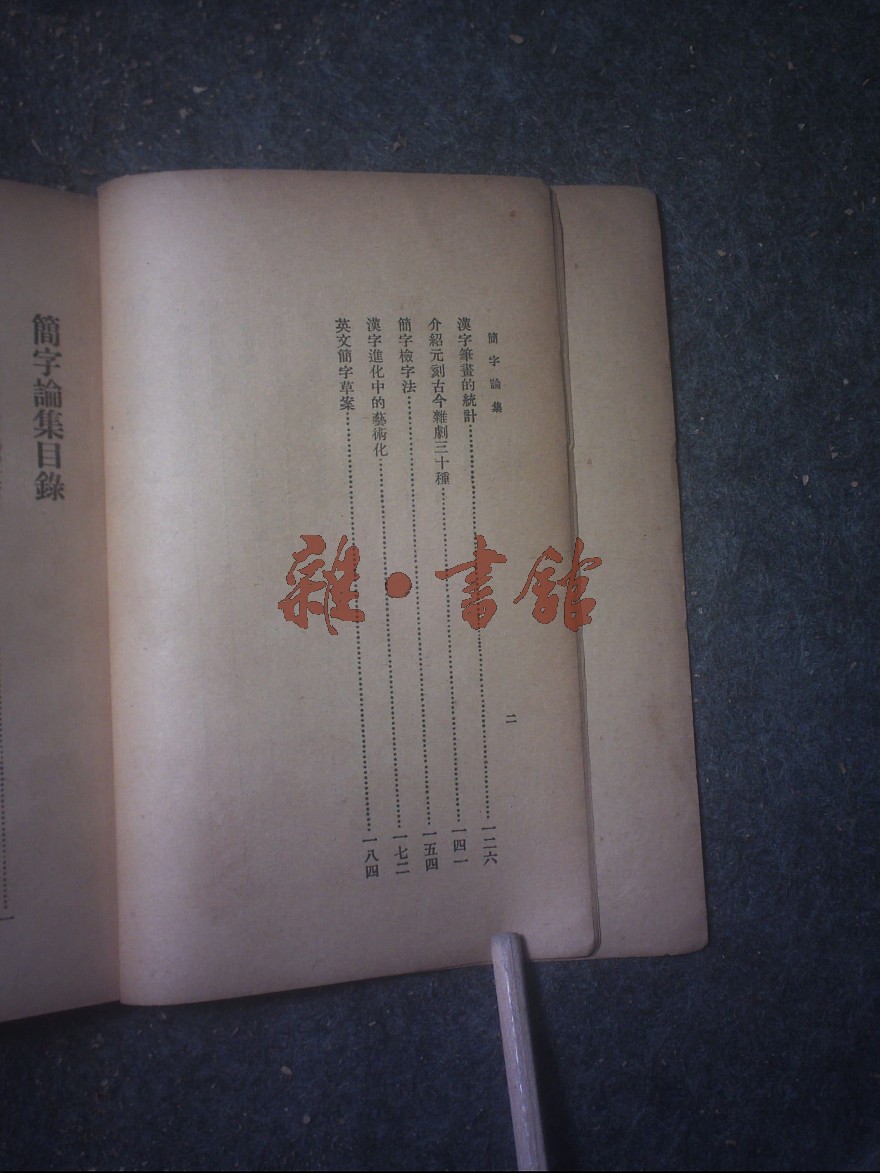 簡字論集
二
漢字筆畫的統計……一二六
介紹元刻古今雜劇三十種……一四一
簡字檢字法……一五四
漢字進化中的藝術化……一七二
英文簡字草案……一八四
簡字論集目錄
一
雜·書館